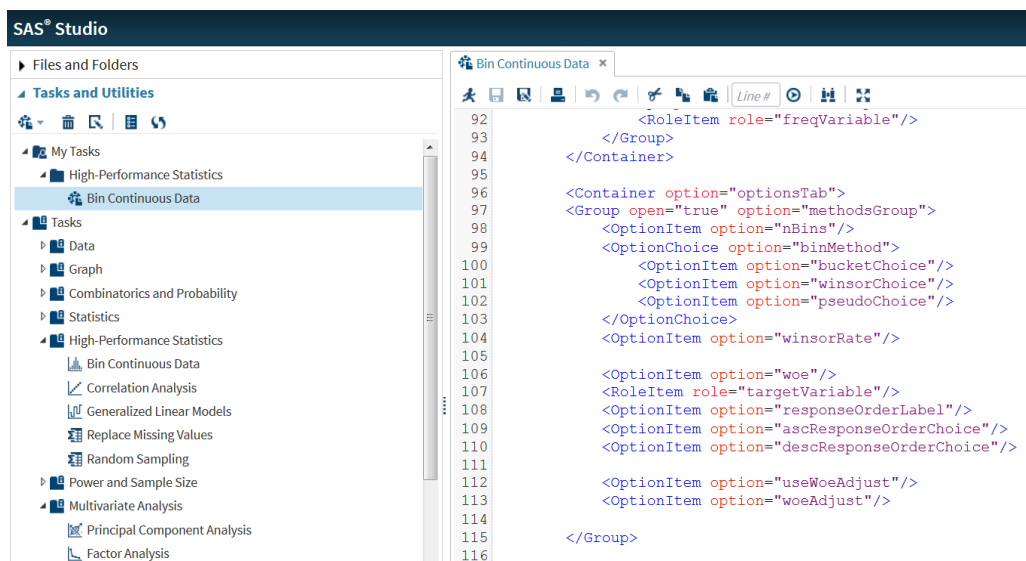 SAS® Studio
Files and Folders
Tasks and Utilities
My Tasks
High-Performance Statistics
Bin Continuous Data
Tasks
Data
Graph
Combinatorics and Probability
Statistics
High-Performance Statistics
Bin Continuous Data
Correlation Analysis
Generalized Linear Models
Replace Missing Values
Random Sampling
Power and Sample Size
Multivariate Analysis
Principal Component Analysis
Factor Analysis
Bin Continuous Data
Line #
92 <RoleItem role="freqVariable"/>
93 </Group>
94 </Container>
95
96 <Container option="optionsTab">
97 <Group open="true" option="methodsGroup">
98 <OptionItem option="nBins"/>
99 <OptionChoice option="binMethod">
100 <OptionItem option="bucketChoice"/>
101 <OptionItem option="winsorChoice"/>
102 <OptionItem option="pseudoChoice"/>
103 </OptionChoice>
104 <OptionItem option="winsorRate"/>
105
106 <OptionItem option="woe"/>
107 <RoleItem role="targetVariable"/>
108 <OptionItem option="responseOrderLabel"/>
109 <OptionItem option="ascResponseOrderChoice"/>
110 <OptionItem option="descResponseOrderChoice"/>
111
112 <OptionItem option="useWoeAdjust"/>
113 <OptionItem option="woeAdjust"/>
114
115 </Group>
116